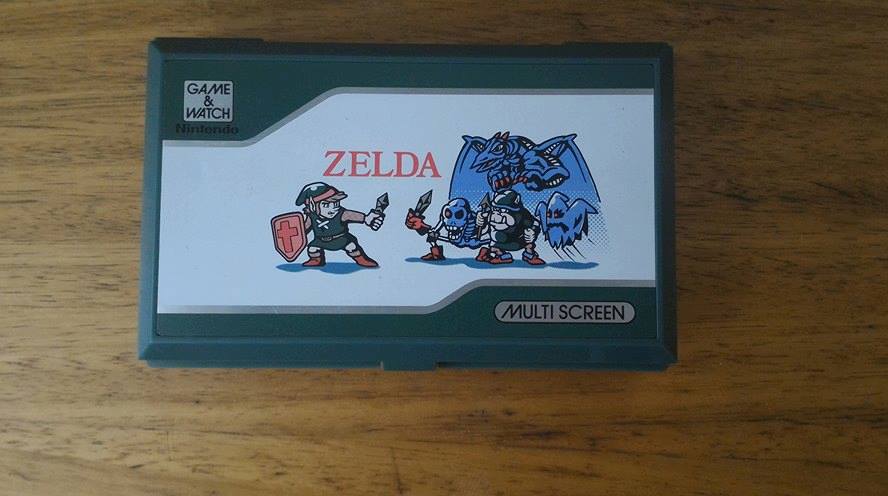 GAME
&
WATCH
Nintendo
ZELDA
MULTI SCREEN